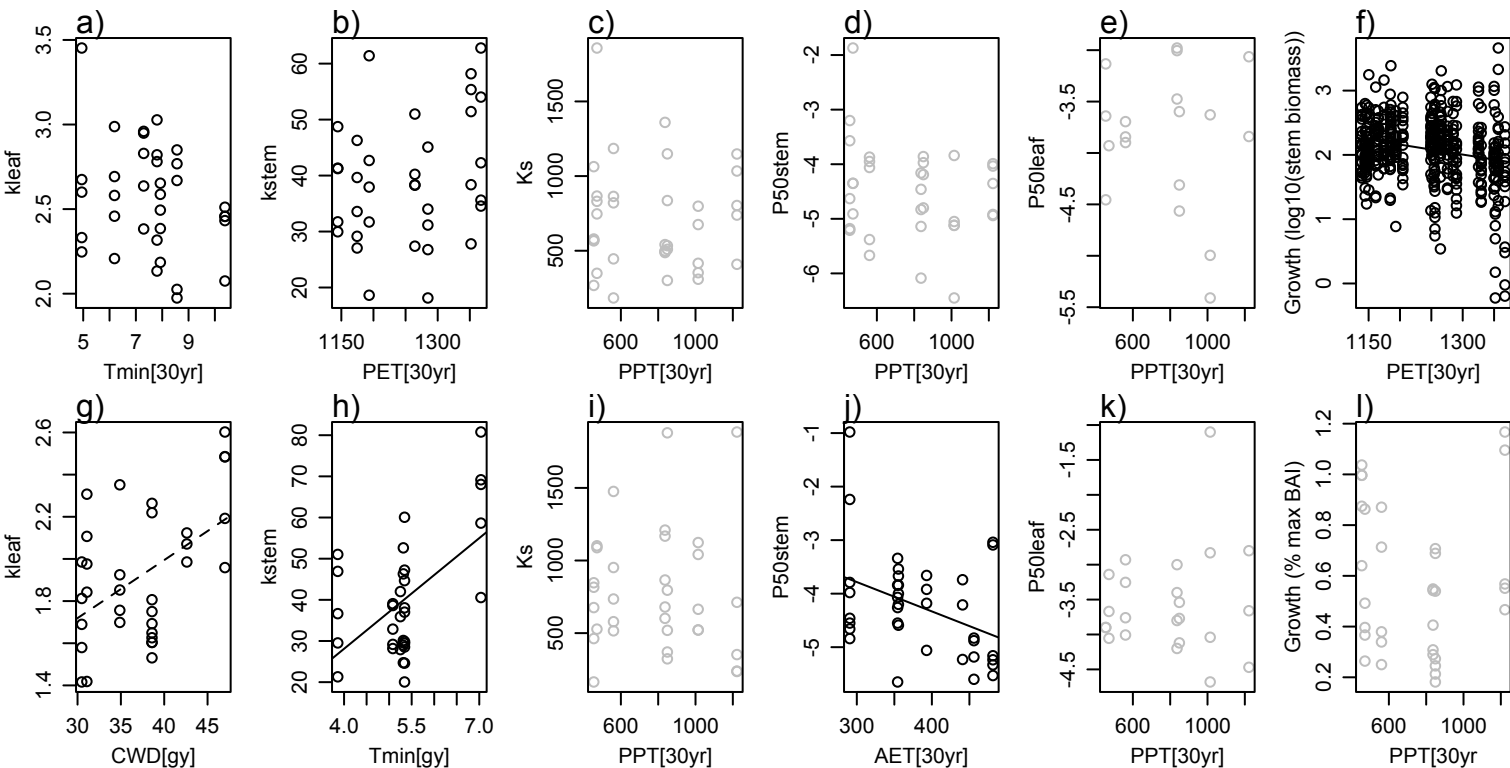 a)
kleaf
3.5
3.0
2.5
2.0
5 7 9
Tmin[30yr]
b)
kstem
60
50
40
30
20
1150 1300
PET[30yr]
c)
Ks
1500
1000
500
600 1000
PPT[30yr]
d)
P50stem
-2
-3
-4
-5
-6
600 1000
PPT[30yr]
e)
P50leaf
-3.5
-4.5
-5.5
600 1000
PPT[30yr]
f)
Growth (log10(stem biomass))
3
2
1
0
1150 1300
PET[30yr]
g)
kleaf
2.6
2.2
1.8
1.4
30 35 40 45
CWD[gy]
h)
kstem
80
70
60
50
40
30
20
4.0 5.5 7.0
Tmin[gy]
i)
Ks
1500
1000
500
600 1000
PPT[30yr]
j)
P50stem
-1
-2
-3
-4
-5
300 400
AET[30yr]
k)
P50leaf
-1.5
-2.5
-3.5
-4.5
600 1000
PPT[30yr]
l)
Growth (% max BAI)
1.2
1.0
0.8
0.6
0.4
0.2
600 1000
PPT[30yr